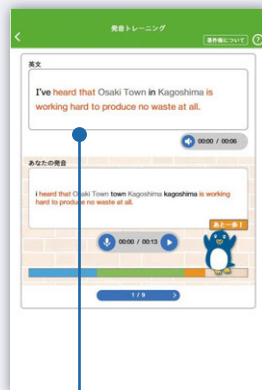 発音トレーニング
著作権について ?
英文
I've heard that Osaki Town in Kagoshima is
working hard to produce no waste at all.
00:00 / 00:06
あなたの発音
i heard that Osaki Town town Kagoshima kagoshima is working
hard to produce no waste at all.
あと一歩！
00:00 / 00:13
1 / 9